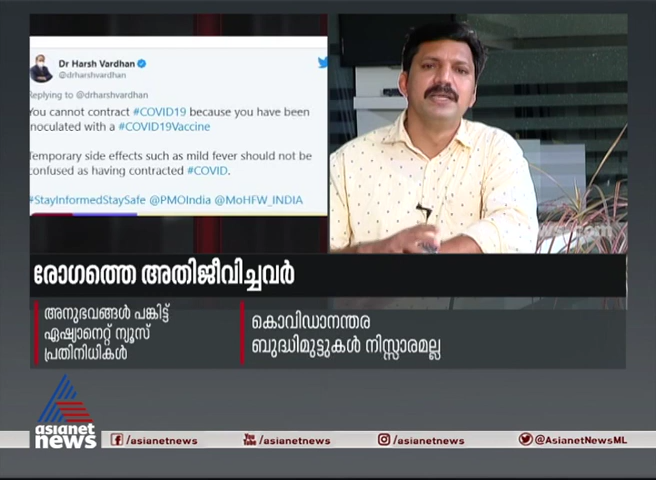 Dr Harsh Vardhan
@drharshvardhan
Replying to @drharshvardhan
You cannot contract #COVID19 because you have been
inoculated with a #COVID19Vaccine
Temporary side effects such as mild fever should not be
confused as having contracted #COVID.
#StayInformedStaySafe @PMOIndia @MoHFW_INDIA
രോഗത്തെ അതിജീവിച്ചവർ
അനുഭവങ്ങൾ പങ്കിട്ട്
ഏഷ്യാനെറ്റ് ന്യൂസ്
പ്രതിനിധികൾ
കൊവിഡാനന്തര
ബുദ്ധിമുട്ടുകൾ നിസ്സാരമല്ല
asianet
news
/asianetnews
You Tube /asianetnews
/asianetnews
@AsianetNewsML